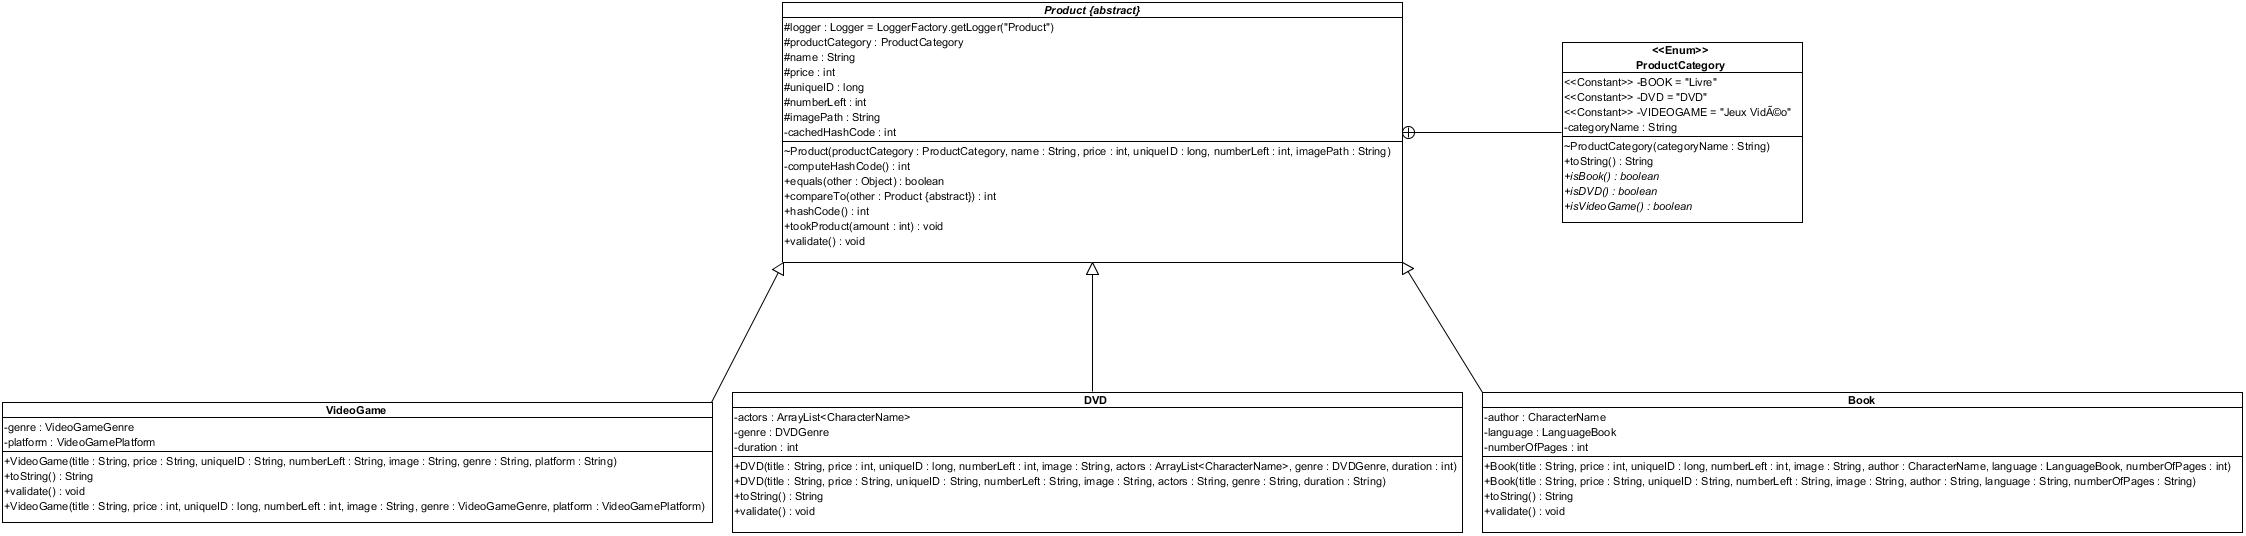 Product {abstract}
#logger : Logger = LoggerFactory.getLogger("Product")
#productCategory : ProductCategory
#name : String
#price : int
#uniqueID : long
#numberLeft : int
#imagePath : String
-cachedHashCode : int
~Product(productCategory : ProductCategory, name : String, price : int, uniqueID : long, numberLeft : int, imagePath : String)
-computeHashCode() : int
+equals(other : Object) : boolean
+compareTo(other : Product {abstract}) : int
+hashCode() : int
+tookProduct(amount : int) : void
+validate() : void
<<Enum>>
ProductCategory
<<Constant>> -BOOK = "Livre"
<<Constant>> -DVD = "DVD"
<<Constant>> -VIDEOGAME = "Jeux VidÃ©o"
-categoryName : String
~ProductCategory(categoryName : String)
+toString() : String
+isBook() : boolean
+isDVD() : boolean
+isVideoGame() : boolean
VideoGame
-genre : VideoGameGenre
-platform : VideoGamePlatform
+VideoGame(title : String, price : String, uniqueID : String, numberLeft : String, image : String, genre : String, platform : String)
+toString() : String
+validate() : void
+VideoGame(title : String, price : int, uniqueID : long, numberLeft : int, image : String, genre : VideoGameGenre, platform : VideoGamePlatform)
DVD
-actors : ArrayList<CharacterName>
-genre : DVDGenre
-duration : int
+DVD(title : String, price : int, uniqueID : long, numberLeft : int, image : String, actors : ArrayList<CharacterName>, genre : DVDGenre, duration : int)
+DVD(title : String, price : String, uniqueID : String, numberLeft : String, image : String, actors : String, genre : String, duration : String)
+toString() : String
+validate() : void
Book
-author : CharacterName
-language : LanguageBook
-numberOfPages : int
+Book(title : String, price : int, uniqueID : long, numberLeft : int, image : String, author : CharacterName, language : LanguageBook, numberOfPages : int)
+Book(title : String, price : String, uniqueID : String, numberLeft : String, image : String, author : String, language : String, numberOfPages : String)
+toString() : String
+validate() : void